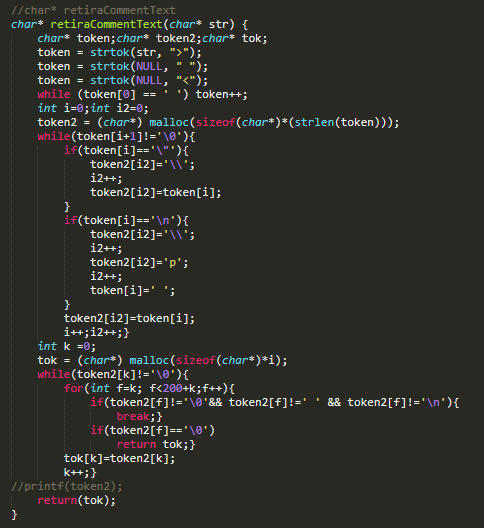 //char* retiraCommentText
char* retiraCommentText(char* str) {
    char* token;char* token2;char* tok;
    token = strtok(str, ">");
    token = strtok(NULL, " ");
    token = strtok(NULL, "<");
    while (token[0] == ' ') token++;
    int i=0;int i2=0;
    token2 = (char*) malloc(sizeof(char*)*(strlen(token)));
    while(token[i+1]!='\0'){
        if(token[i]=='\"'){
            token2[i2]='\\';
            i2++;
            token2[i2]=token[i];
        }
        if(token[i]=='\n'){
            token2[i2]='\\';
            i2++;
            token2[i2]='p';
            i2++;
            token[i]=' ';
        }
        token2[i2]=token[i];
        i++;i2++;}
    int k =0;
    tok = (char*) malloc(sizeof(char*)*i);
    while(token2[k]!='\0'){
        for(int f=k; f<200+k;f++){
            if(token2[f]!='\0'&& token2[f]!=' ' && token2[f]!='\n'){
                break;}
            if(token2[f]=='\0')
                return tok;}
        tok[k]=token2[k];
        k++;}
//printf(token2);
    return(tok);
}